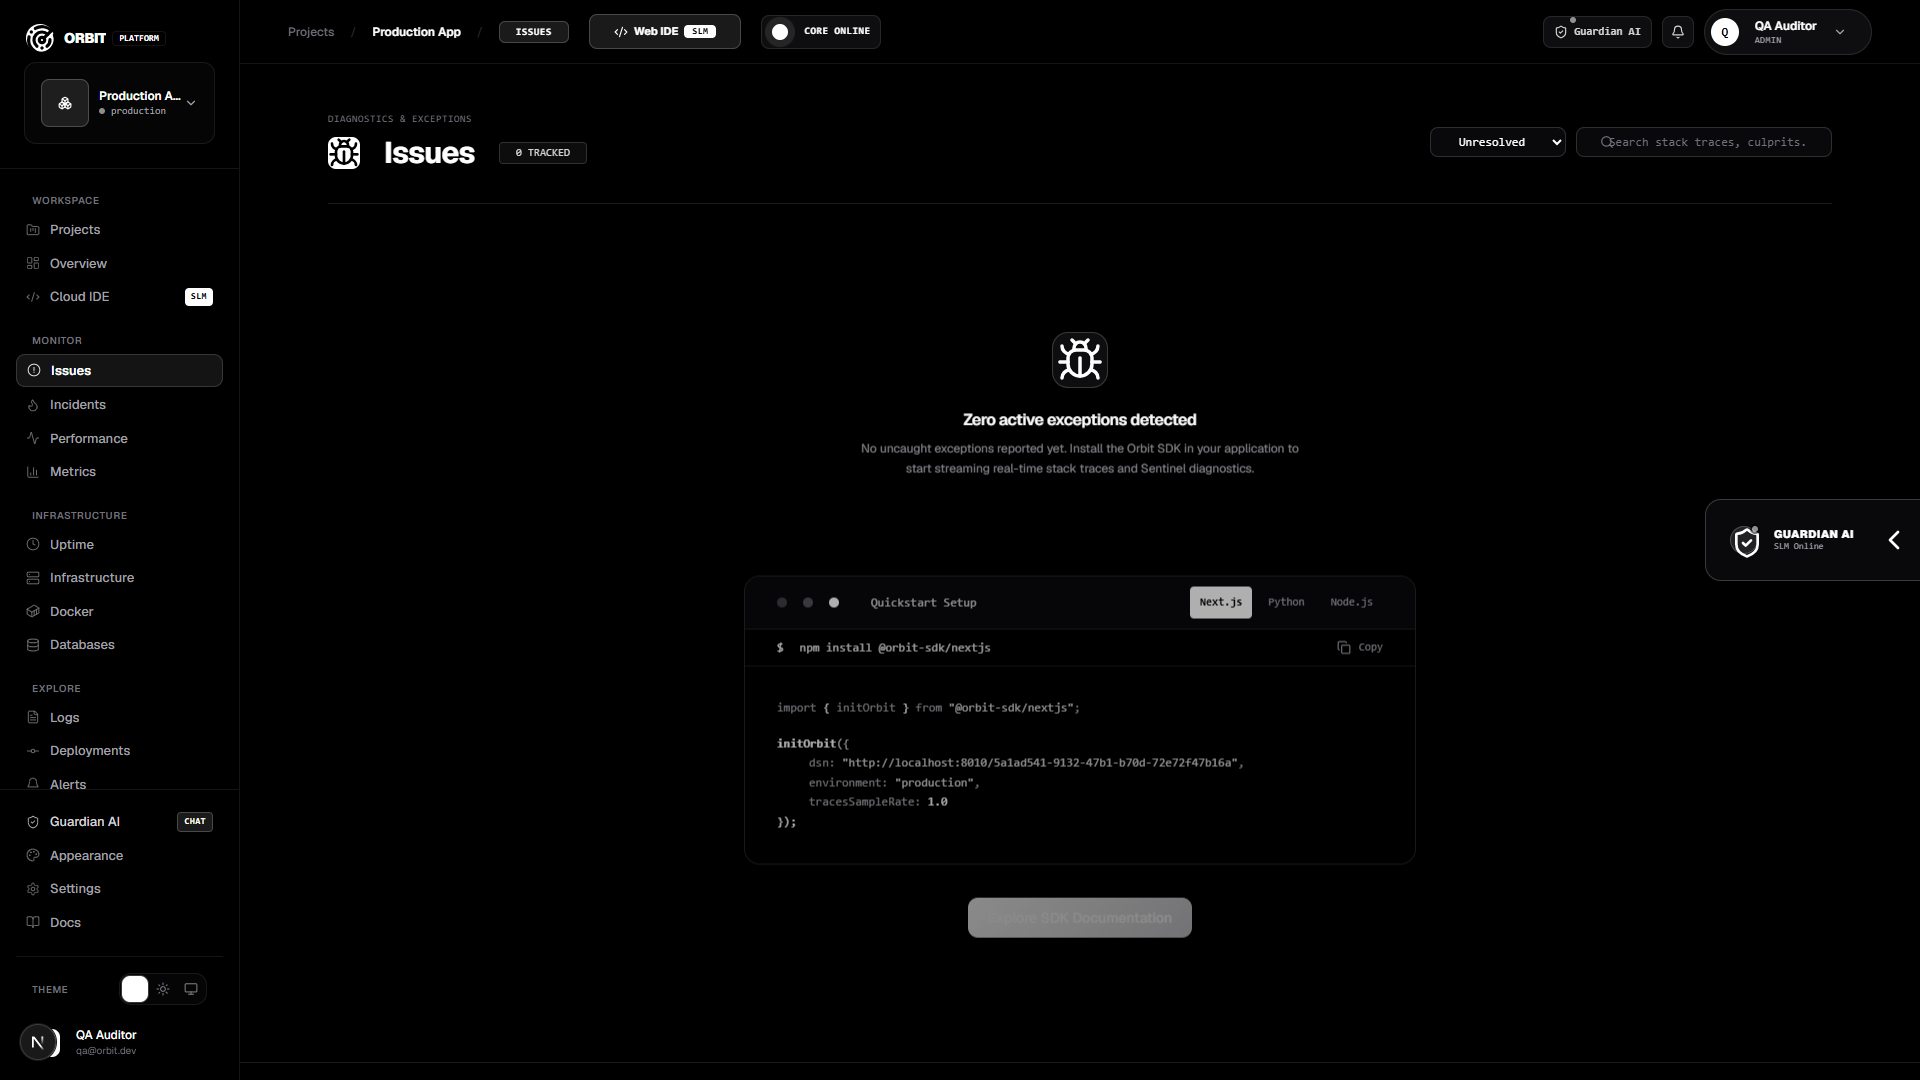 ORBIT PLATFORM
Production A...
production
WORKSPACE
Projects
Overview
Cloud IDE SLM
MONITOR
Issues
Incidents
Performance
Metrics
INFRASTRUCTURE
Uptime
Infrastructure
Docker
Databases
EXPLORE
Logs
Deployments
Alerts
Guardian AI CHAT
Appearance
Settings
Docs
THEME
N
QA Auditor
qa@orbit.dev
Projects / Production App / ISSUES </> Web IDE SLM CORE ONLINE
Guardian AI
Q
QA Auditor
ADMIN
DIAGNOSTICS & EXCEPTIONS
Issues 0 TRACKED
Unresolved
Search stack traces, culprits.
Zero active exceptions detected
No uncaught exceptions reported yet. Install the Orbit SDK in your application to
start streaming real-time stack traces and Sentinel diagnostics.
GUARDIAN AI
SLM Online
Quickstart Setup Next.js Python Node.js
$ npm install @orbit-sdk/nextjs Copy
import { initOrbit } from "@orbit-sdk/nextjs";
initOrbit({
dsn: "http://localhost:8010/5a1ad541-9132-47b1-b70d-72e72f47b16a",
environment: "production",
tracesSampleRate: 1.0
});
SDK Documentation